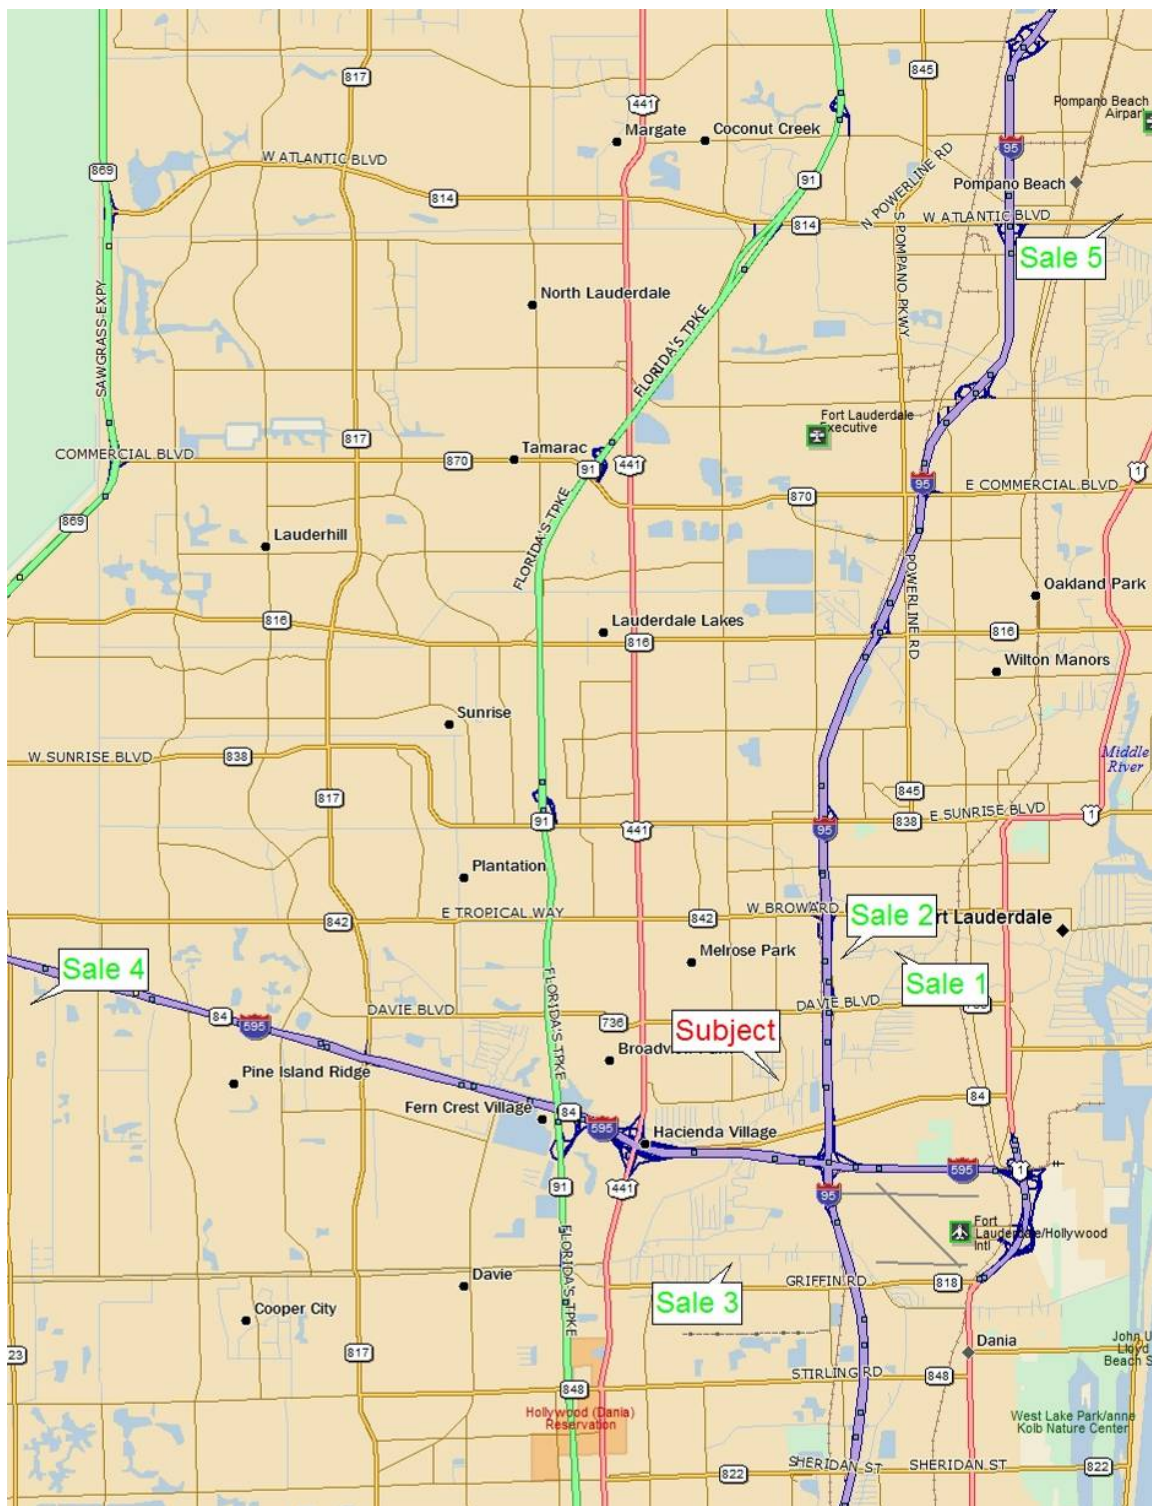 817
845
441
Pompano Beach
Airpar
Margate
Coconut Creek
95
W ATLANTIC BLVD
869
91
N POWERLINE RD
Pompano Beach
814
814
S POMPANO PKWY
W ATLANTIC BLVD
Sale 5
SAWGRASS EXPY
North Lauderdale
FLORIDA'S TPKE
Fort Lauderdale
Executive
817
COMMERCIAL BLVD
870
Tamarac
91
441
1
95
E COMMERCIAL BLVD
870
869
FLORIDA'S TPKE
Lauderhill
POWERLINE RD
Oakland Park
816
Lauderdale Lakes
816
816
Wilton Manors
Sunrise
W SUNRISE BLVD
838
Middle
River
817
845
E SUNRISE BLVD
91
441
95
838
1
Plantation
E TROPICAL WAY
842
842
W BROWARD
Sale 2
rt Lauderdale
Melrose Park
Sale 4
Sale 1
FLORIDA'S TPKE
DAVIE BLVD
DAVIE BLVD
84
595
736
Subject
Pine Island Ridge
84
Fern Crest Village
84
595
Hacienda Village
595
1
91
441
95
Fort
Lauderdale/Hollywood
Intl
FLORIDA'S TPKE
Davie
GRIFFIN RD
818
Sale 3
Cooper City
Dania
John U
Lloyd
Beach S
23
817
STIRLING RD
848
848
Hollywood (Dania)
Reservation
West Lake Park/anne
Kolb Nature Center
SHERIDAN ST
SHERIDAN ST
822
822